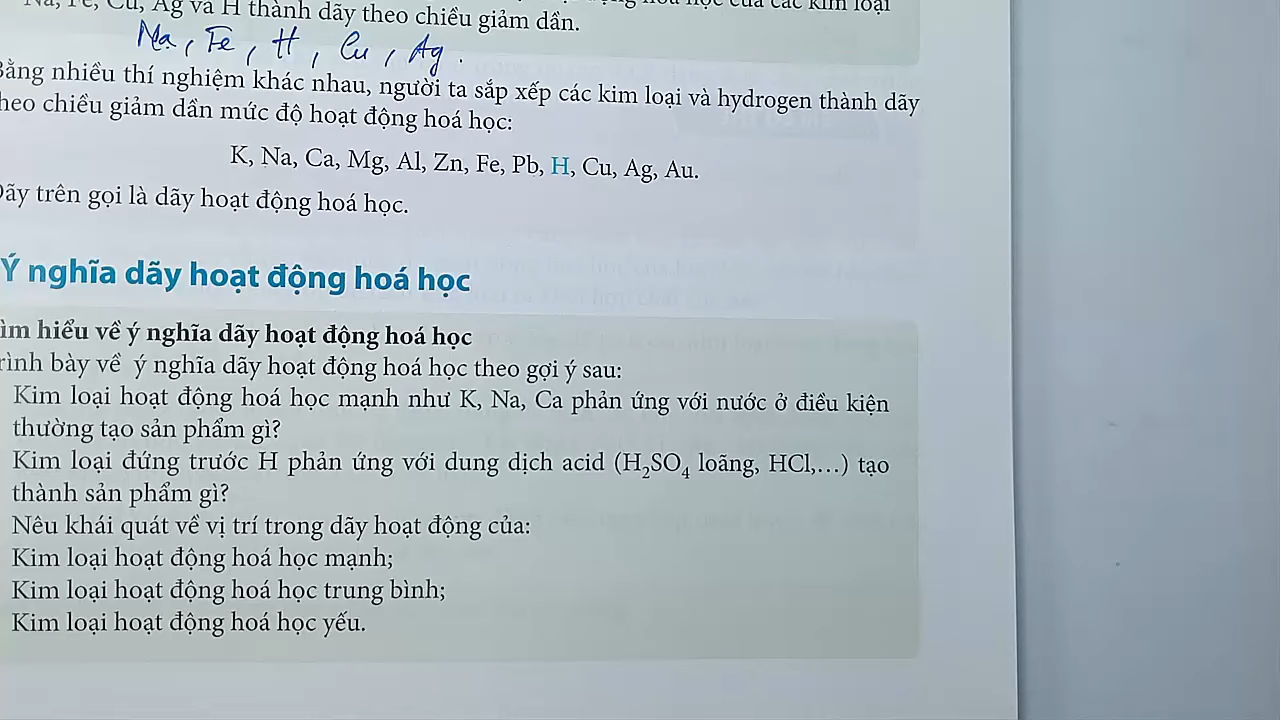 Cu, Ag và H thành dãy theo chiều giảm dần.
Na, Fe, H, Cu, Ag.
Bằng nhiều thí nghiệm khác nhau, người ta sắp xếp các kim loại và hydrogen thành dãy
heo chiều giảm dần mức độ hoạt động hoá học:
K, Na, Ca, Mg, Al, Zn, Fe, Pb, H, Cu, Ag, Au.
Dãy trên gọi là dãy hoạt động hoá học.
Ý nghĩa dãy hoạt động hoá học
ìm hiểu về ý nghĩa dãy hoạt động hoá học
rình bày về ý nghĩa dãy hoạt động hoá học theo gợi ý sau:
Kim loại hoạt động hoá học mạnh như K, Na, Ca phản ứng với nước ở điều kiện
thường tạo sản phẩm gì?
Kim loại đứng trước H phản ứng với dung dịch acid (H₂SO₄ loãng, HCl,...) tạo
thành sản phẩm gì?
Nêu khái quát về vị trí trong dãy hoạt động của:
Kim loại hoạt động hoá học mạnh;
Kim loại hoạt động hoá học trung bình;
Kim loại hoạt động hoá học yếu.